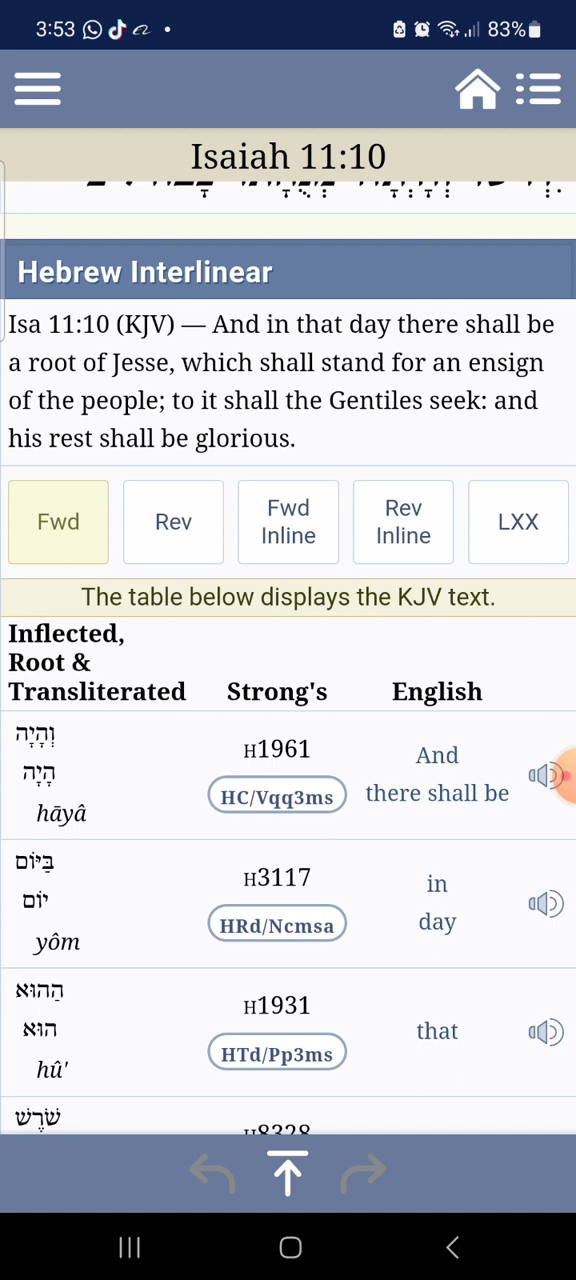 3:53 83%
Isaiah 11:10
Hebrew Interlinear
Isa 11:10 (KJV) — And in that day there shall be
a root of Jesse, which shall stand for an ensign
of the people; to it shall the Gentiles seek: and
his rest shall be glorious.
Fwd Rev Fwd Inline Rev Inline LXX
The table below displays the KJV text.
Inflected,
Root &
Transliterated Strong's English
וְהָיָה
הָיָה
hāyâ
H1961
HC/Vqq3ms
And
there shall be
בַּיּוֹם
יוֹם
yôm
H3117
HRd/Ncmsa
in
day
הַהוּא
הוּא
hû'
H1931
HTd/Pp3ms
that
שֹׁרֶשׁ
H8328